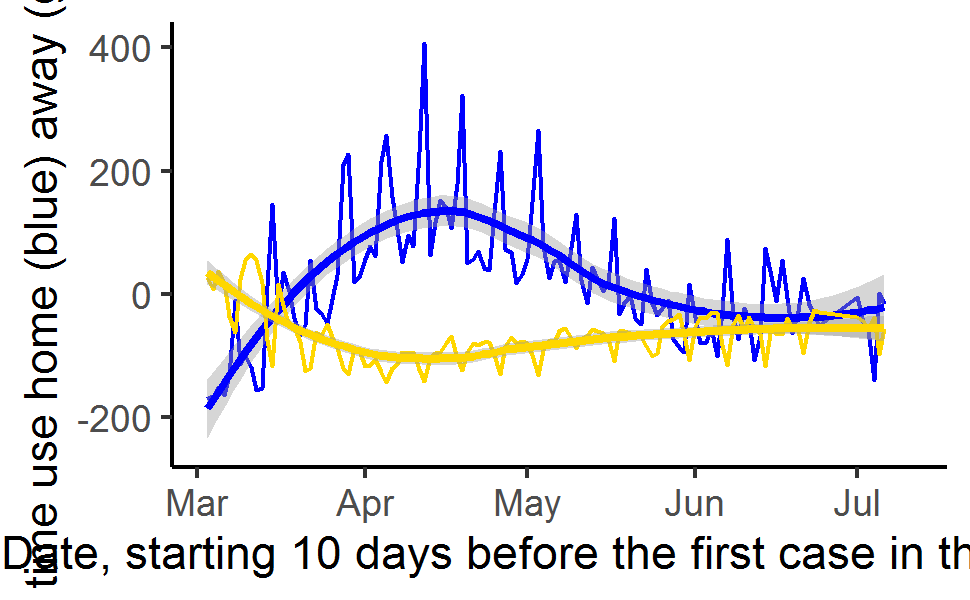 time use home (blue) away (
400
200
0
-200
Mar Apr May Jun Jul
Date, starting 10 days before the first case in th